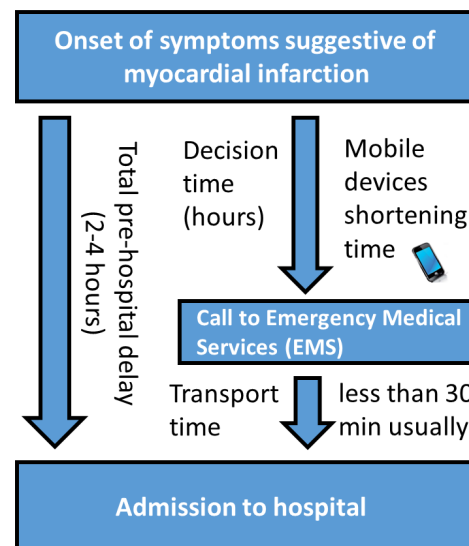 Onset of symptoms suggestive of
myocardial infarction
Total pre-hospital delay
(2-4 hours)
Decision
time
(hours)
Mobile
devices
shortening
time
Call to Emergency Medical
Services (EMS)
Transport
time
less than 30
min usually
Admission to hospital